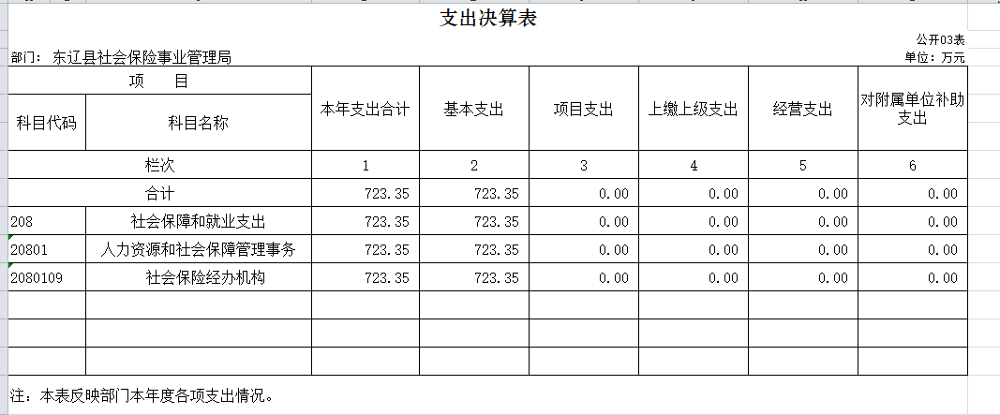 支出决算表
公开03表
部门： 东辽县社会保险事业管理局 单位：万元
项 目 本年支出合计 基本支出 项目支出 上缴上级支出 经营支出 对附属单位补助
支出
科目代码 科目名称
栏次 1 2 3 4 5 6
合计 723.35 723.35 0.00 0.00 0.00 0.00
208 社会保障和就业支出 723.35 723.35 0.00 0.00 0.00 0.00
20801 人力资源和社会保障管理事务 723.35 723.35 0.00 0.00 0.00 0.00
2080109 社会保险经办机构 723.35 723.35 0.00 0.00 0.00 0.00
注：本表反映部门本年度各项支出情况。